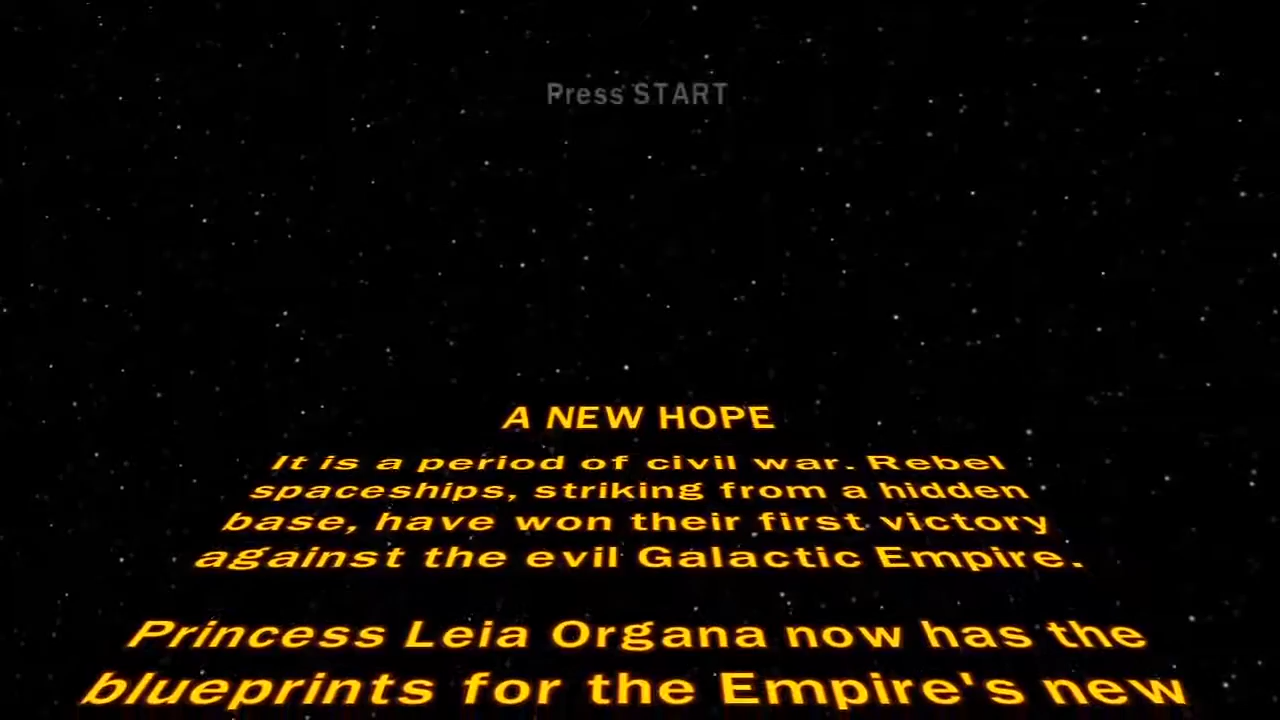 Press START
A NEW HOPE
It is a period of civil war. Rebel
spaceships, striking from a hidden
base, have won their first victory
against the evil Galactic Empire.
Princess Leia Organa now has the
blueprints for the Empire's new